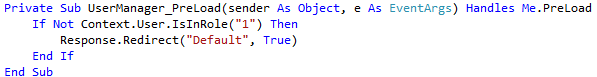 Private Sub UserManager_PreLoad(sender As Object, e As EventArgs) Handles Me.PreLoad
    If Not Context.User.IsInRole("1") Then
        Response.Redirect("Default", True)
    End If
End Sub